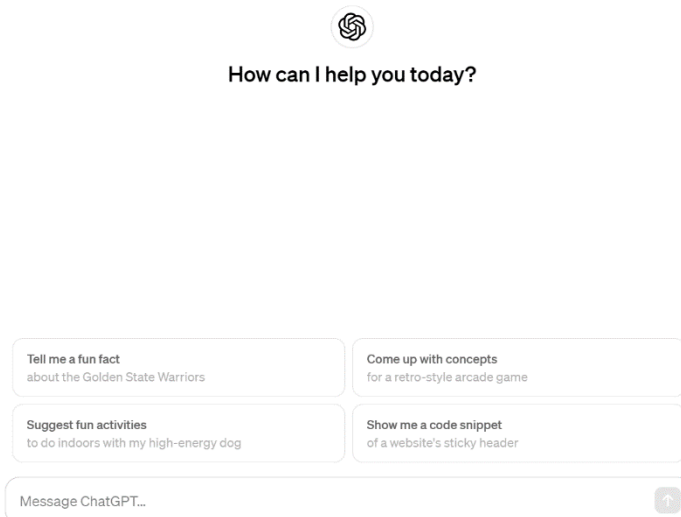 How can I help you today?
Tell me a fun fact
about the Golden State Warriors
Come up with concepts
for a retro-style arcade game
Suggest fun activities
to do indoors with my high-energy dog
Show me a code snippet
of a website's sticky header
Message ChatGPT...